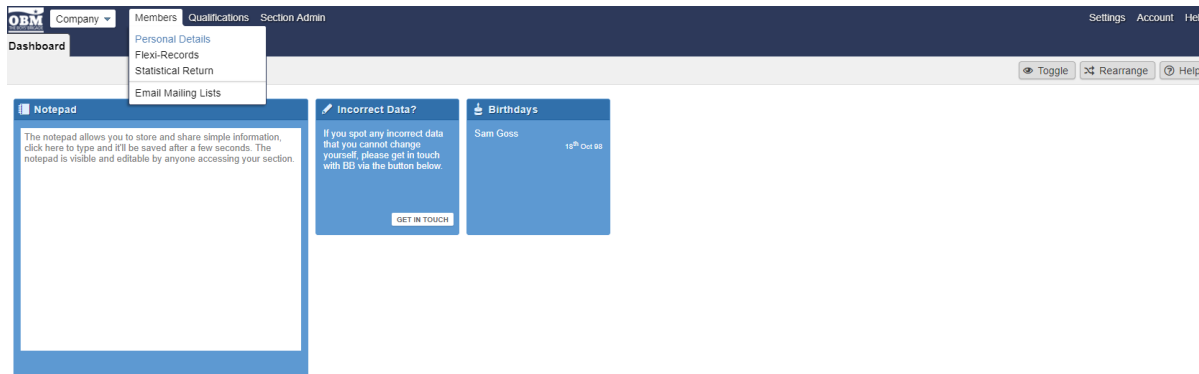 OBM
Company
Members Qualifications Section Admin
Settings Account Hel
Personal Details
Flexi-Records
Statistical Return
Email Mailing Lists
Dashboard
Toggle Rearrange Help
Notepad
The notepad allows you to store and share simple information,
click here to type and it'll be saved after a few seconds. The
notepad is visible and editable by anyone accessing your section.
Incorrect Data?
If you spot any incorrect data
that you cannot change
yourself, please get in touch
with BB via the button below.
GET IN TOUCH
Birthdays
Sam Goss
18th Oct 98